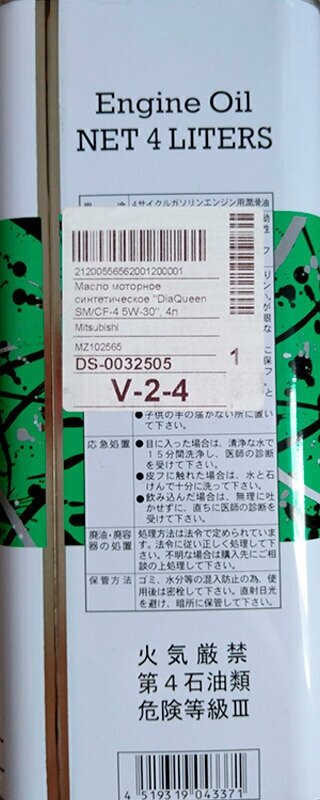 Engine Oil
NET 4 LITERS
用 途 4サイクルガソリンエンジン用潤滑油
21200556562001200001
Масло моторное
синтетическое "DiaQueen
SM/CF-4 5W-30", 4л
Mitsubishi
MZ102565
DS-0032505
1
V-2-4
●子供の手の届かない所に置い
て下さい。
応急処置 ●目に入った場合は、清浄な水で
15分間洗浄し、医師の診断
を受けて下さい。
●皮フに触れた場合は、水と石
けんで十分に洗って下さい。
●飲み込んだ場合は、無理に吐
かせずに、直ちに医師の診断
を受けて下さい。
廃油・廃容 処理方法は法令で定められていま
器の処置 す。法令に従い正しく処理して下
さい。不明な場合は購入先にご相
談の上処理して下さい。
保管方法 ゴミ、水分等の混入防止の為、使
用後は密栓して下さい。直射日光
を避け、暗所に保管して下さい。
火気厳禁
第4石油類
危険等級III
4 519319 043371